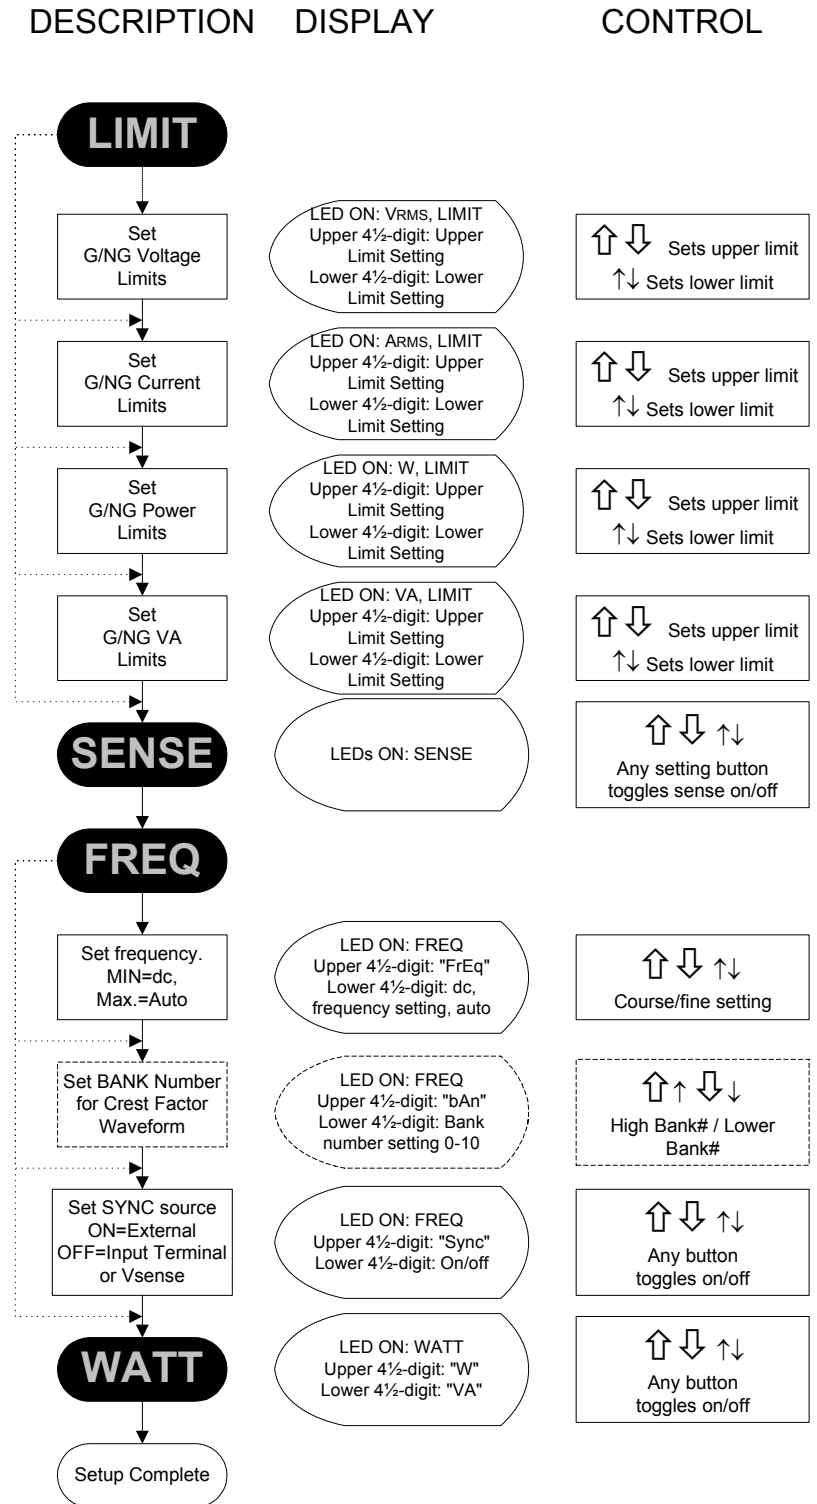 DESCRIPTION DISPLAY CONTROL
LIMIT
Set
G/NG Voltage
Limits
LED ON: VRMS, LIMIT
Upper 4½-digit: Upper
Limit Setting
Lower 4½-digit: Lower
Limit Setting
⇧ ⇩ Sets upper limit
↑↓ Sets lower limit
Set
G/NG Current
Limits
LED ON: ARMS, LIMIT
Upper 4½-digit: Upper
Limit Setting
Lower 4½-digit: Lower
Limit Setting
⇧ ⇩ Sets upper limit
↑↓ Sets lower limit
Set
G/NG Power
Limits
LED ON: W, LIMIT
Upper 4½-digit: Upper
Limit Setting
Lower 4½-digit: Lower
Limit Setting
⇧ ⇩ Sets upper limit
↑↓ Sets lower limit
Set
G/NG VA
Limits
LED ON: VA, LIMIT
Upper 4½-digit: Upper
Limit Setting
Lower 4½-digit: Lower
Limit Setting
⇧ ⇩ Sets upper limit
↑↓ Sets lower limit
SENSE
LEDs ON: SENSE
⇧ ⇩ ↑↓
Any setting button
toggles sense on/off
FREQ
Set frequency.
MIN=dc,
Max.=Auto
LED ON: FREQ
Upper 4½-digit: "FrEq"
Lower 4½-digit: dc,
frequency setting, auto
⇧ ⇩ ↑↓
Course/fine setting
Set BANK Number
for Crest Factor
Waveform
LED ON: FREQ
Upper 4½-digit: "bAn"
Lower 4½-digit: Bank
number setting 0-10
⇧↑ ⇩↓
High Bank# / Lower
Bank#
Set SYNC source
ON=External
OFF=Input Terminal
or Vsense
LED ON: FREQ
Upper 4½-digit: "Sync"
Lower 4½-digit: On/off
⇧ ⇩ ↑↓
Any button
toggles on/off
WATT
LED ON: WATT
Upper 4½-digit: "W"
Lower 4½-digit: "VA"
⇧ ⇩ ↑↓
Any button
toggles on/off
Setup Complete